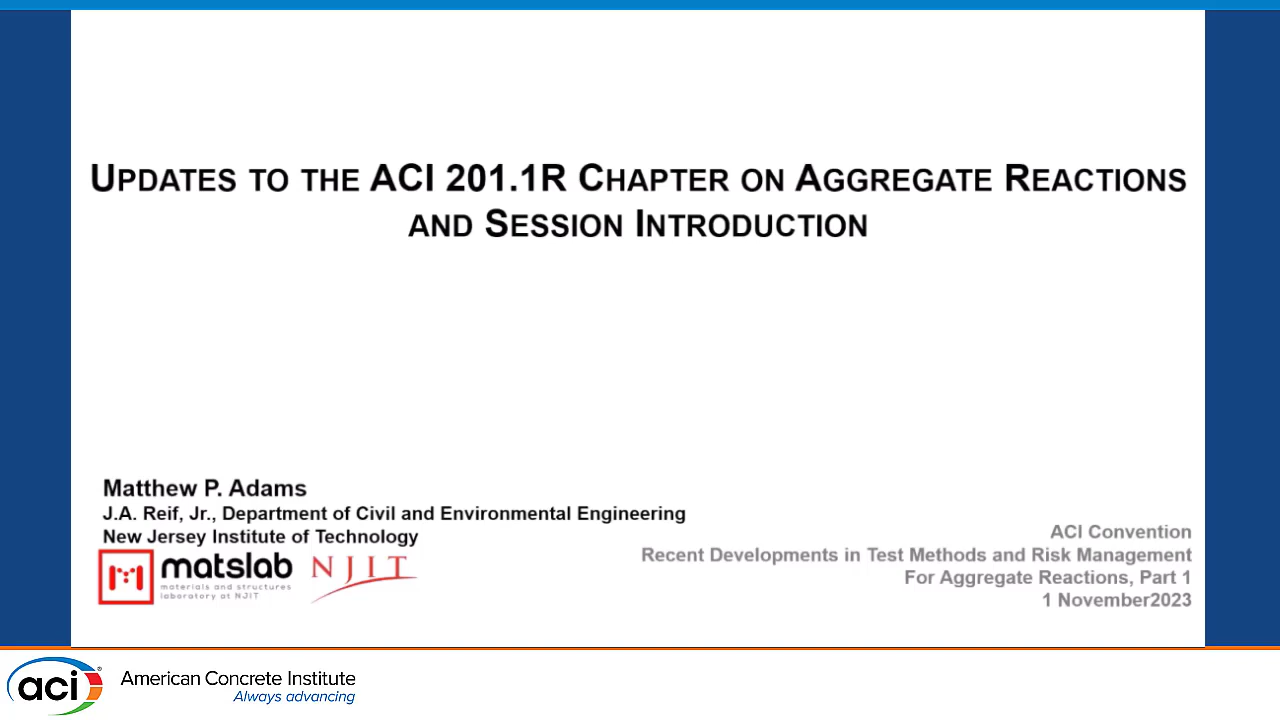 UPDATES TO THE ACI 201.1R CHAPTER ON AGGREGATE REACTIONS
AND SESSION INTRODUCTION
Matthew P. Adams
J.A. Reif, Jr., Department of Civil and Environmental Engineering
New Jersey Institute of Technology
matslab
materials and structures
laboratory at NJIT
NJIT
ACI Convention
Recent Developments in Test Methods and Risk Management
For Aggregate Reactions, Part 1
1 November2023
aci®
American Concrete Institute
Always advancing